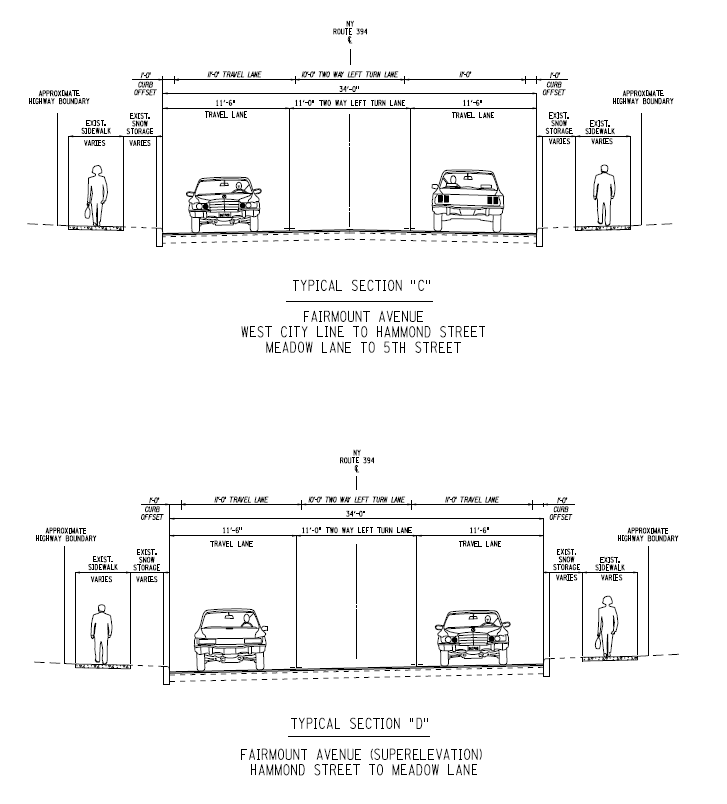 NY
ROUTE 394
℄
1'-0" 11'-0" TRAVEL LANE 10'-0" TWO WAY LEFT TURN LANE 11'-0" 1'-0"
CURB
OFFSET
CURB
OFFSET
34'-0"
APPROXIMATE
HIGHWAY BOUNDARY
APPROXIMATE
HIGHWAY BOUNDARY
11'-6" 11'-0" TWO WAY LEFT TURN LANE 11'-6"
TRAVEL LANE TRAVEL LANE
EXIST.
SIDEWALK
VARIES
EXIST.
SNOW
STORAGE
VARIES
EXIST.
SNOW
STORAGE
VARIES
EXIST.
SIDEWALK
VARIES
TYPICAL SECTION "C"
FAIRMOUNT AVENUE
WEST CITY LINE TO HAMMOND STREET
MEADOW LANE TO 5TH STREET
NY
ROUTE 394
℄
1'-0" 11'-0" TRAVEL LANE 10'-0" TWO WAY LEFT TURN LANE 11'-0" TRAVEL LANE 1'-0"
CURB
OFFSET
CURB
OFFSET
34'-0"
APPROXIMATE
HIGHWAY BOUNDARY
APPROXIMATE
HIGHWAY BOUNDARY
11'-6" 11'-0" TWO WAY LEFT TURN LANE 11'-6"
TRAVEL LANE TRAVEL LANE
EXIST.
SIDEWALK
VARIES
EXIST.
SNOW
STORAGE
VARIES
EXIST.
SNOW
STORAGE
VARIES
EXIST.
SIDEWALK
VARIES
TYPICAL SECTION "D"
FAIRMOUNT AVENUE (SUPERELEVATION)
HAMMOND STREET TO MEADOW LANE